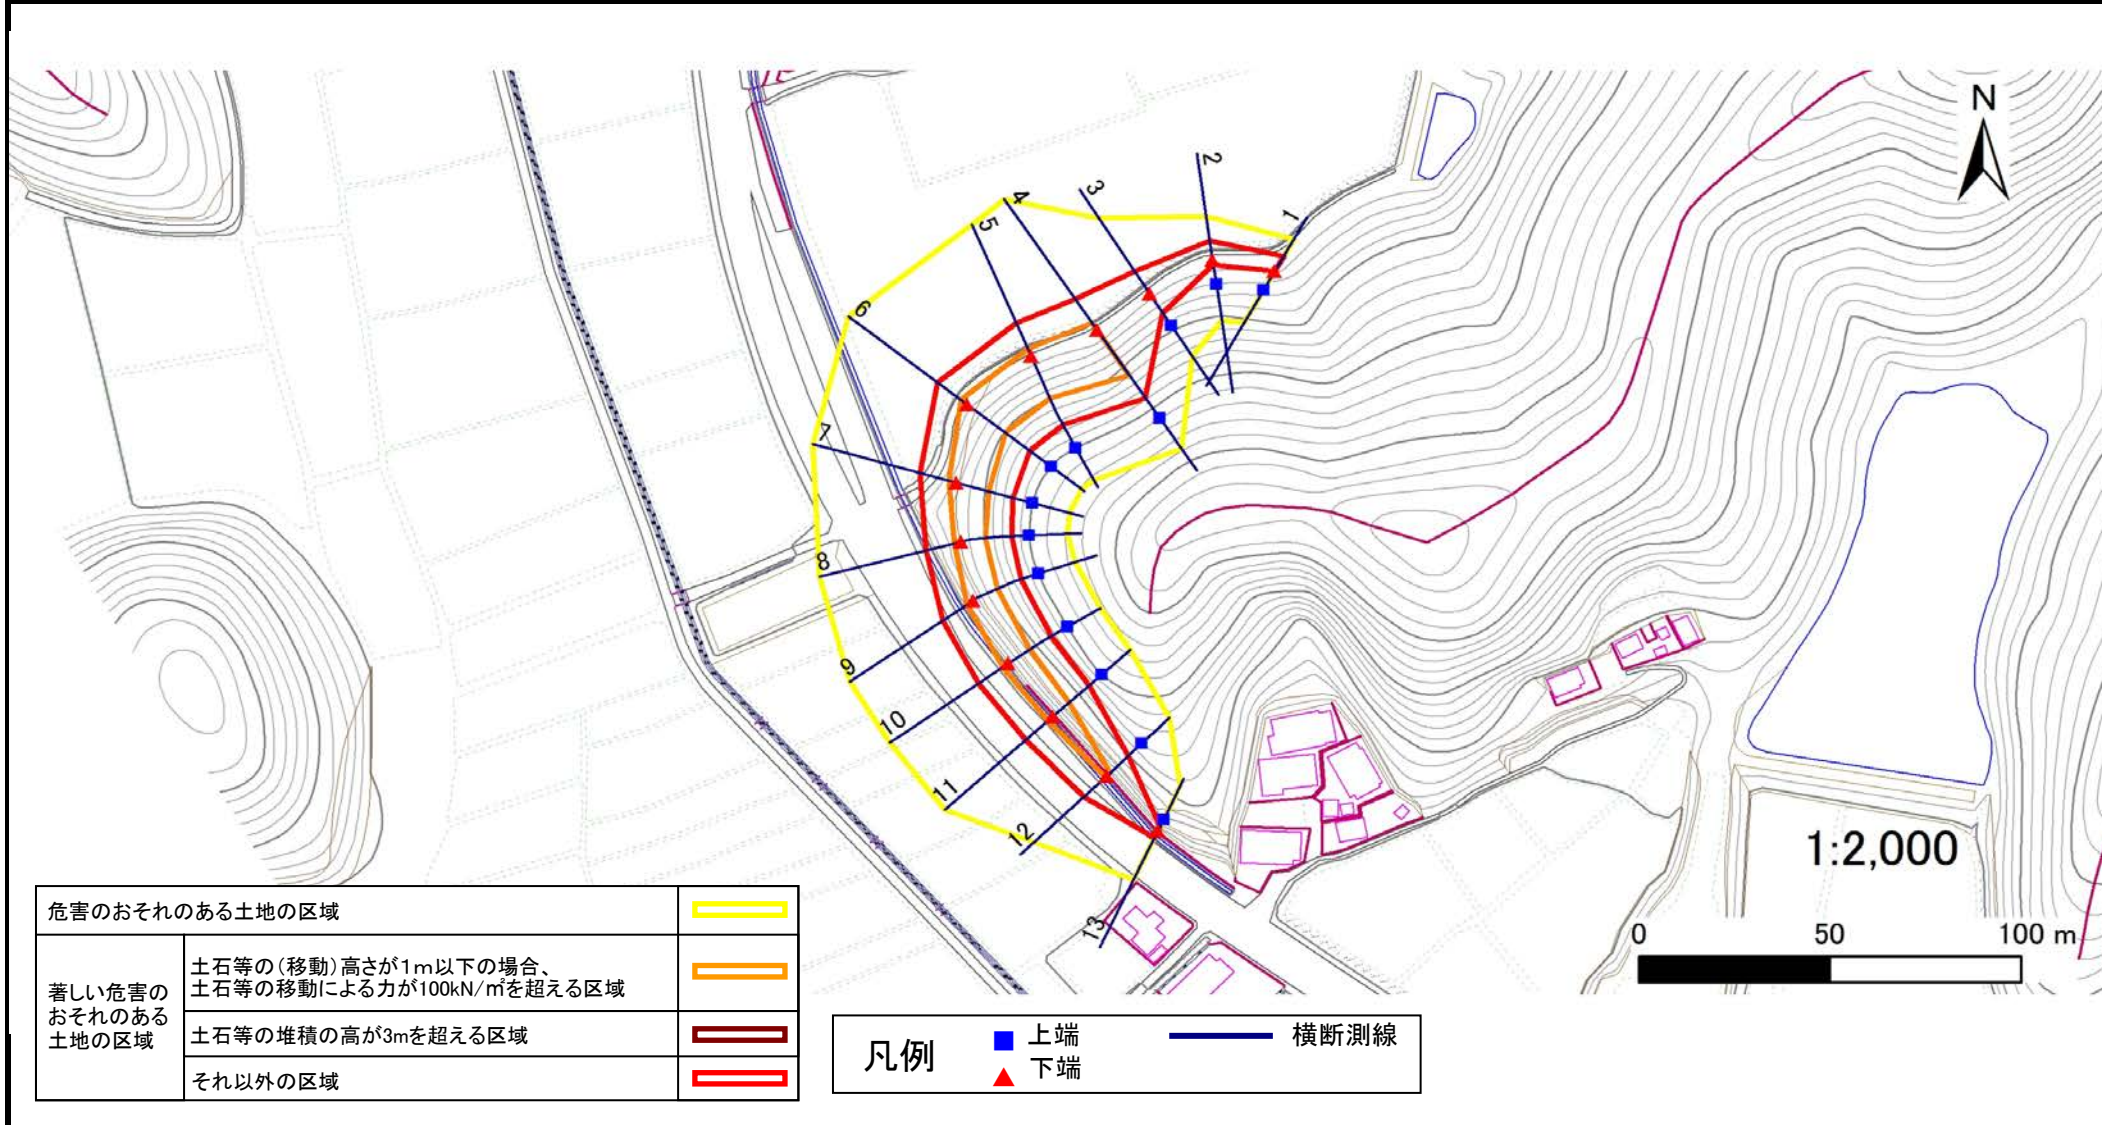 N
1
2
3
4
5
6
7
8
9
10
11
12
13
1:2,000
0 50 100 m
危害のおそれのある土地の区域
著しい危害の
おそれのある
土地の区域
土石等の(移動)高さが1m以下の場合、
土石等の移動による力が100kN/㎡を超える区域
土石等の堆積の高が3mを超える区域
それ以外の区域
凡例
上端
下端
横断測線